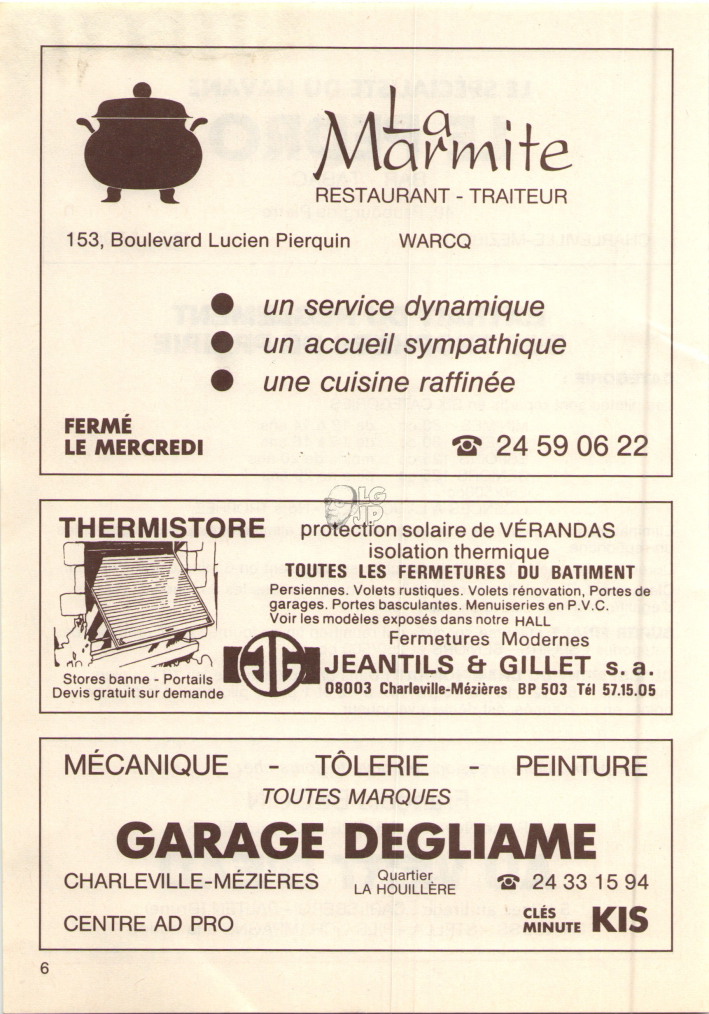 La
Marmite
RESTAURANT - TRAITEUR
153, Boulevard Lucien Pierquin WARCQ
● un service dynamique
● un accueil sympathique
● une cuisine raffinée
FERMÉ
LE MERCREDI
☎ 24 59 06 22
LG
JP
THERMISTORE
protection solaire de VÉRANDAS
isolation thermique
TOUTES LES FERMETURES DU BATIMENT
Persiennes. Volets rustiques. Volets rénovation, Portes de
garages. Portes basculantes. Menuiseries en P.V.C.
Voir les modèles exposés dans notre HALL
Fermetures Modernes
Stores banne - Portails
Devis gratuit sur demande
JG
JEANTILS & GILLET s. a.
08003 Charleville-Mézières BP 503 Tél 57.15.05
MÉCANIQUE - TÔLERIE - PEINTURE
TOUTES MARQUES
GARAGE DEGLIAME
CHARLEVILLE-MÉZIÈRES
Quartier
LA HOUILLÈRE
☎ 24 33 15 94
CENTRE AD PRO
CLÉS
MINUTE
KIS
6